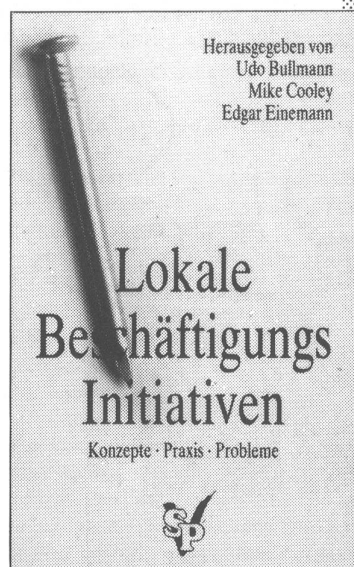 Herausgegeben von
Udo Bullmann
Mike Cooley
Edgar Einemann
Lokale
Beschäftigungs
Initiativen
Konzepte · Praxis · Probleme
SP